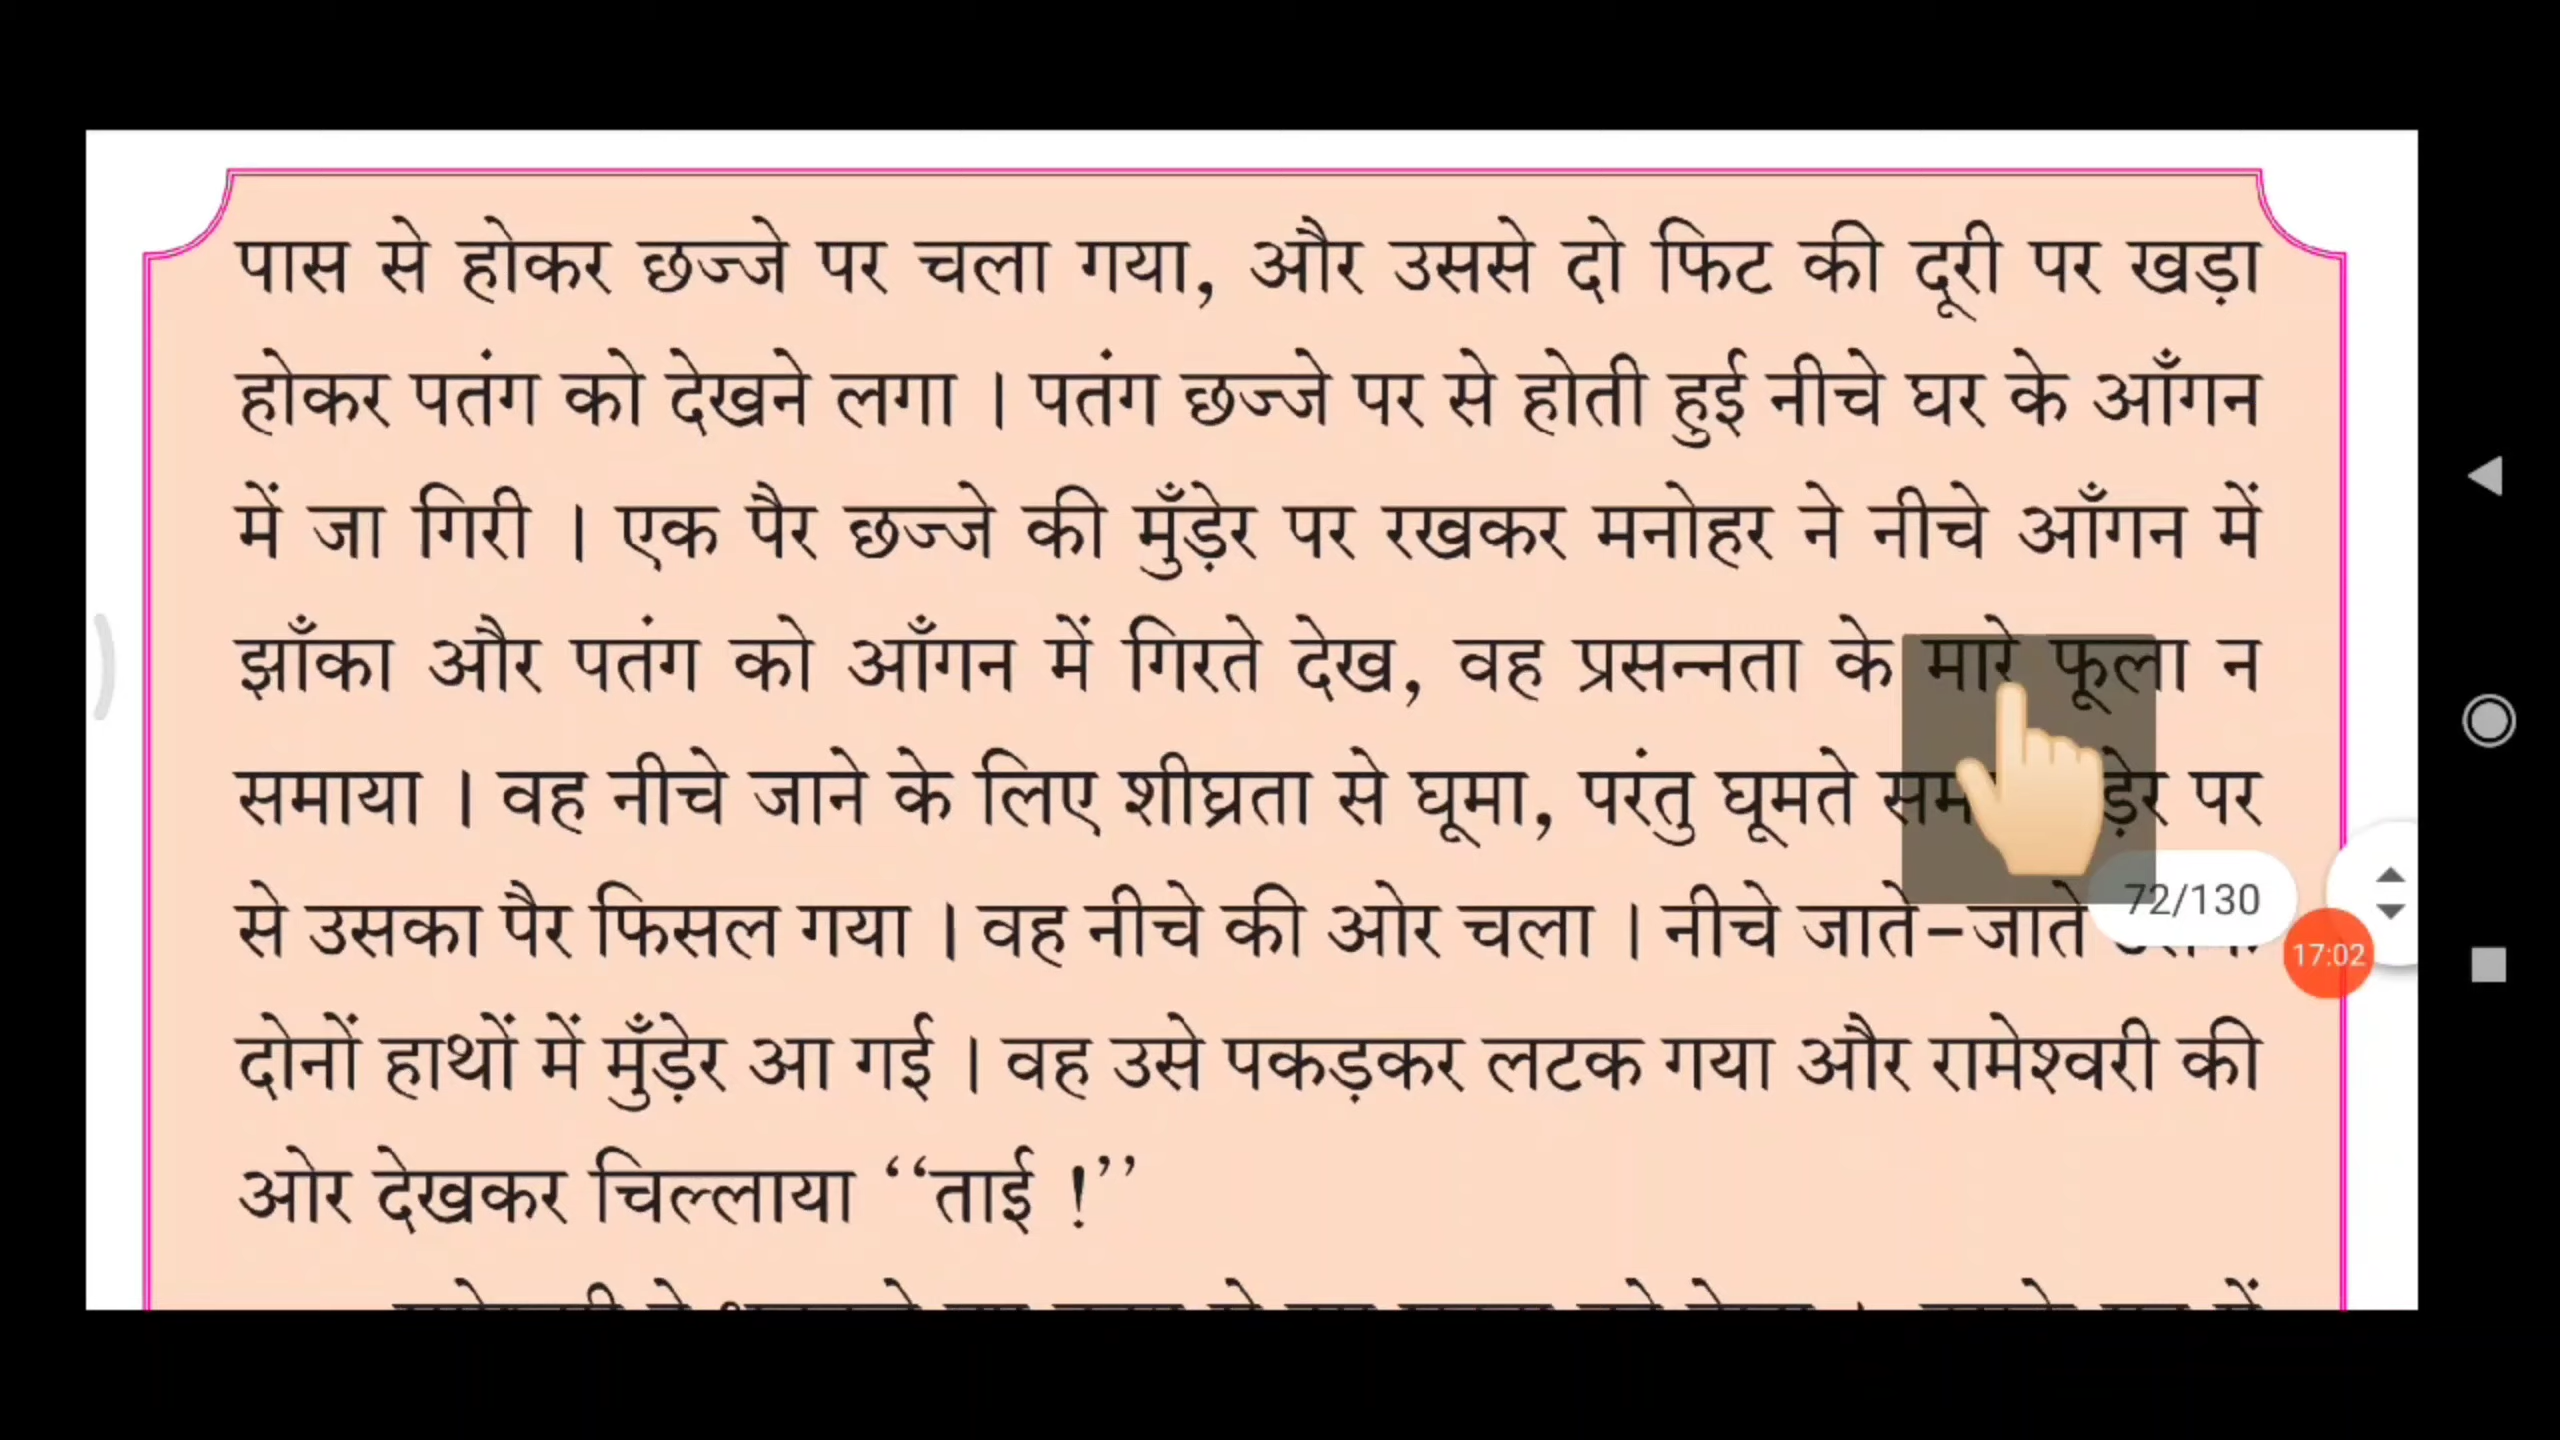 पास से होकर छज्जे पर चला गया, और उससे दो फिट की दूरी पर खड़ा
होकर पतंग को देखने लगा । पतंग छज्जे पर से होती हुई नीचे घर के आँगन
में जा गिरी । एक पैर छज्जे की मुँड़ेर पर रखकर मनोहर ने नीचे आँगन में
झाँका और पतंग को आँगन में गिरते देख, वह प्रसन्नता के मारे फूला न
समाया । वह नीचे जाने के लिए शीघ्रता से घूमा, परंतु घूमते पर
से उसका पैर फिसल गया । वह नीचे की ओर चला । नीचे जाते-जाते
72/130
17:02
दोनों हाथों में मुँड़ेर आ गई । वह उसे पकड़कर लटक गया और रामेश्वरी की
ओर देखकर चिल्लाया ‘‘ताई !’’